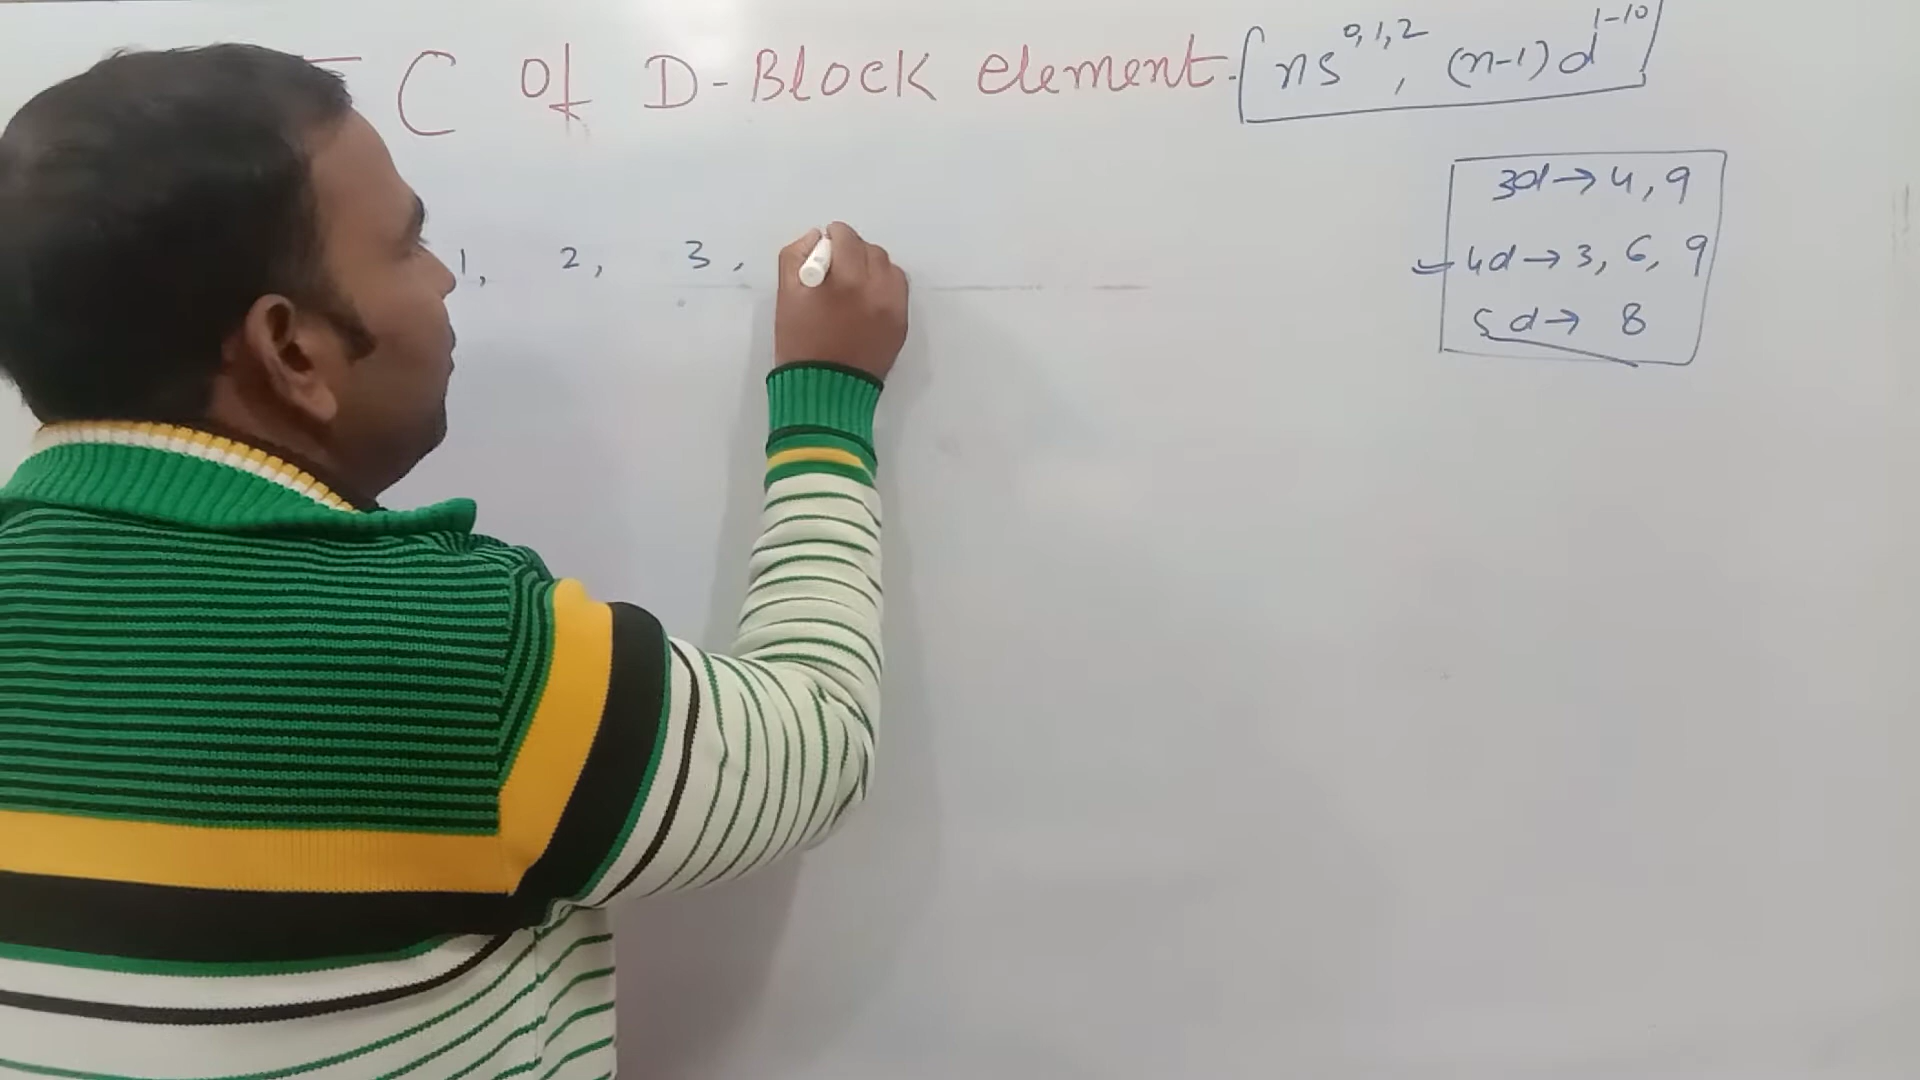 C Of D-Block element- [ns^0,1,2, (n-1)d^1-10]
3d→4,9
1, 2, 3,
4d→3, 6, 9
5d→ 8